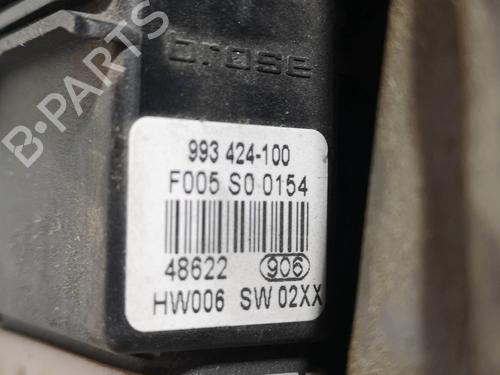 brose
993 424-100
F005 S0 0154
48622 906
HW006 SW 02XX
B-PARTS